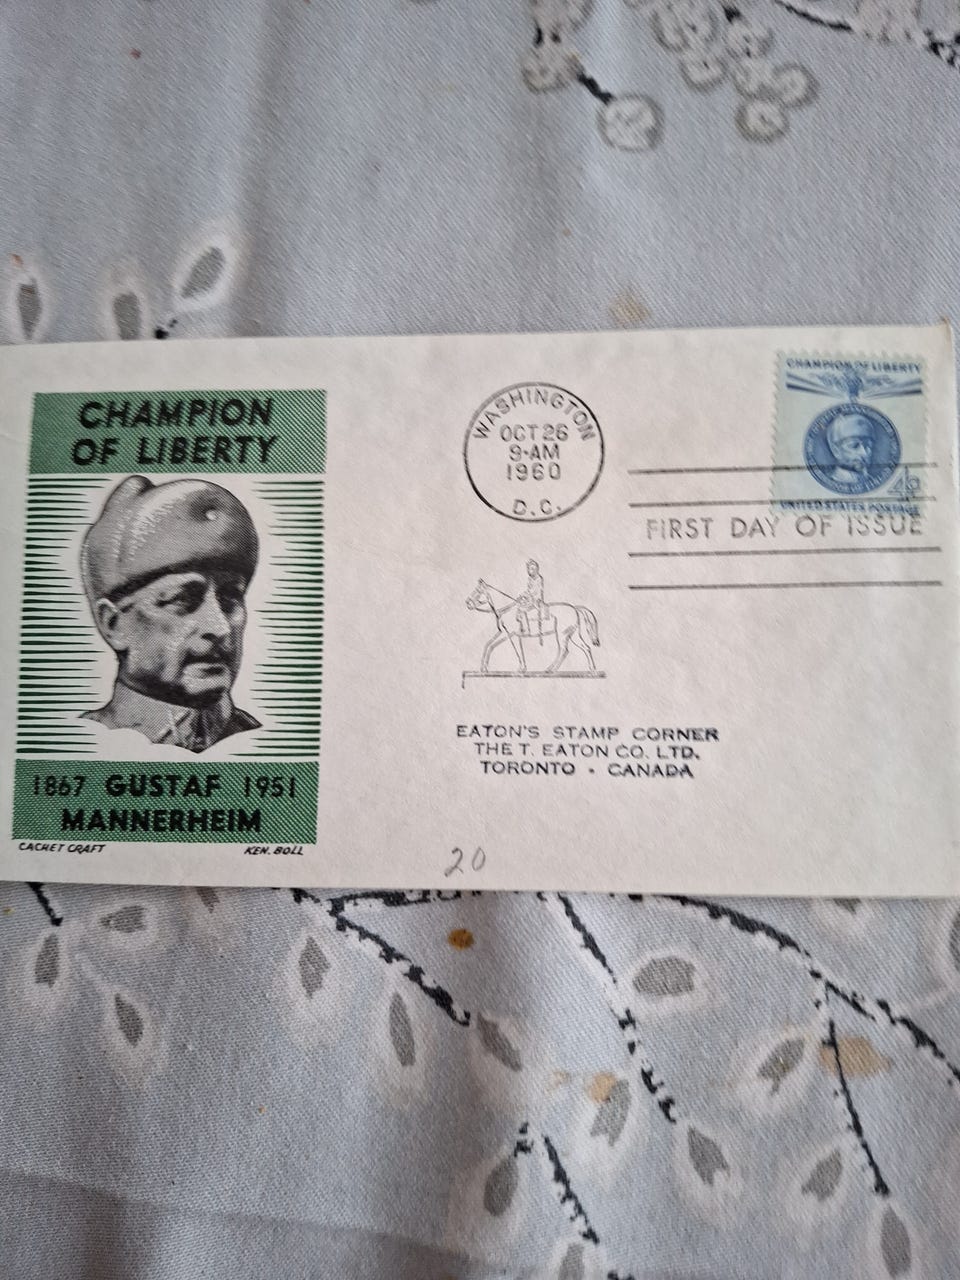 CHAMPION
OF LIBERTY
1867 GUSTAF 1951
MANNERHEIM
CACHET CRAFT KEN. BOLL
WASHINGTON
OCT 26
9-AM
1960
D.C.
CHAMPION OF LIBERTY
4¢
UNITED STATES POSTAGE
FIRST DAY OF ISSUE
EATON'S STAMP CORNER
THE T. EATON CO. LTD.
TORONTO - CANADA
20